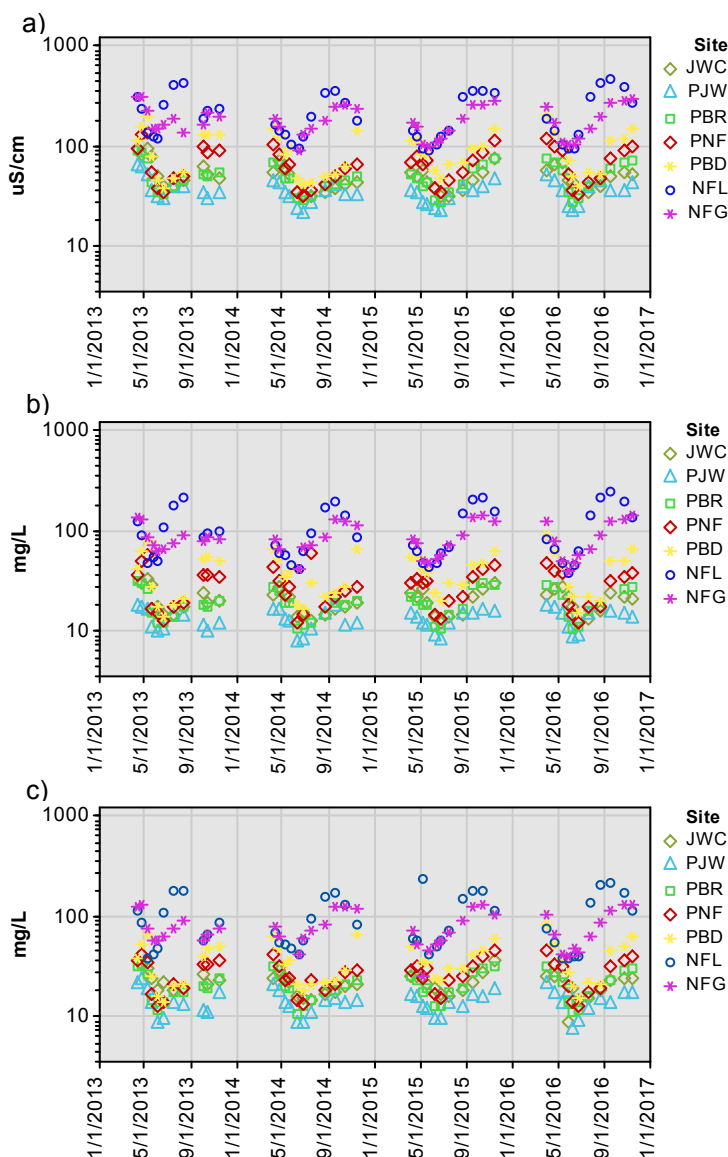 a)
1000
100
10
uS/cm
1/1/2013
5/1/2013
9/1/2013
1/1/2014
5/1/2014
9/1/2014
1/1/2015
5/1/2015
9/1/2015
1/1/2016
5/1/2016
9/1/2016
1/1/2017
Site
JWC
PJW
PBR
PNF
PBD
NFL
NFG
b)
1000
100
10
mg/L
1/1/2013
5/1/2013
9/1/2013
1/1/2014
5/1/2014
9/1/2014
1/1/2015
5/1/2015
9/1/2015
1/1/2016
5/1/2016
9/1/2016
1/1/2017
Site
JWC
PJW
PBR
PNF
PBD
NFL
NFG
c)
1000
100
10
mg/L
1/1/2013
5/1/2013
9/1/2013
1/1/2014
5/1/2014
9/1/2014
1/1/2015
5/1/2015
9/1/2015
1/1/2016
5/1/2016
9/1/2016
1/1/2017
Site
JWC
PJW
PBR
PNF
PBD
NFL
NFG